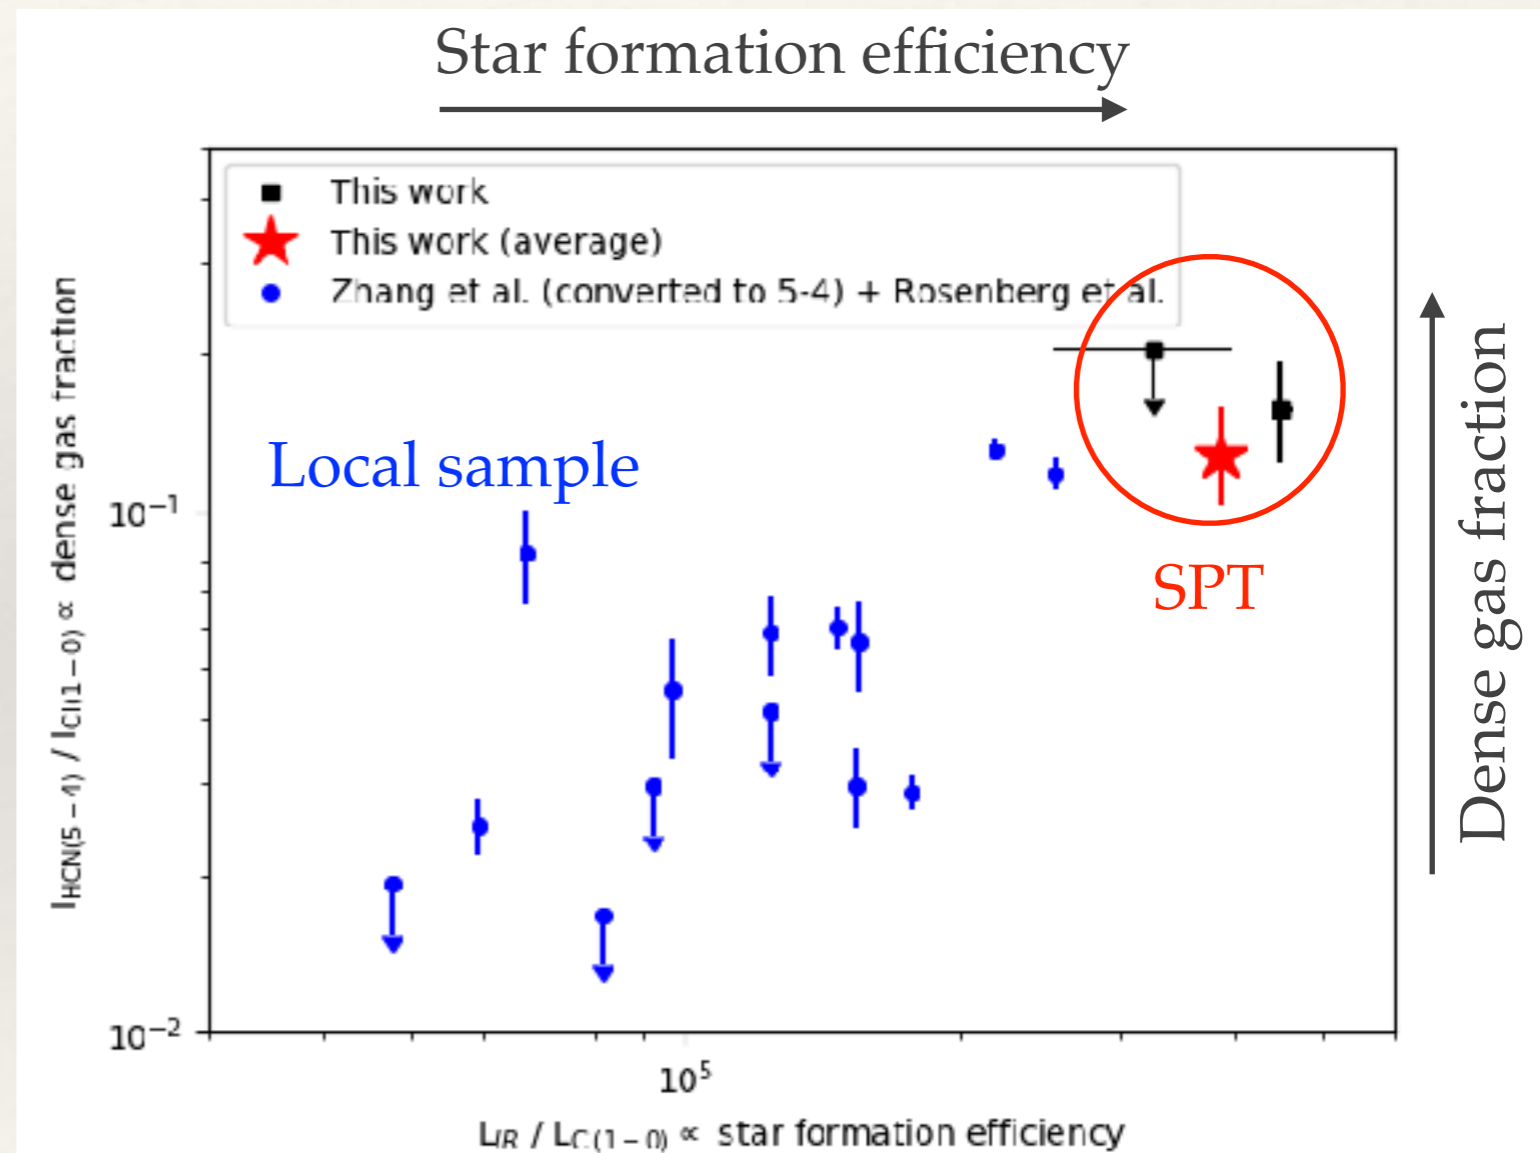 Star formation efficiency
This work
This work (average)
Zhang et al. (converted to 5-4) + Rosenberg et al.
Local sample
SPT
Dense gas fraction
I_HCN(5−4) / I_CI(1−0) ∝ dense gas fraction
10⁻¹
10⁻²
10⁵
L_IR / L_C(1−0) ∝ star formation efficiency